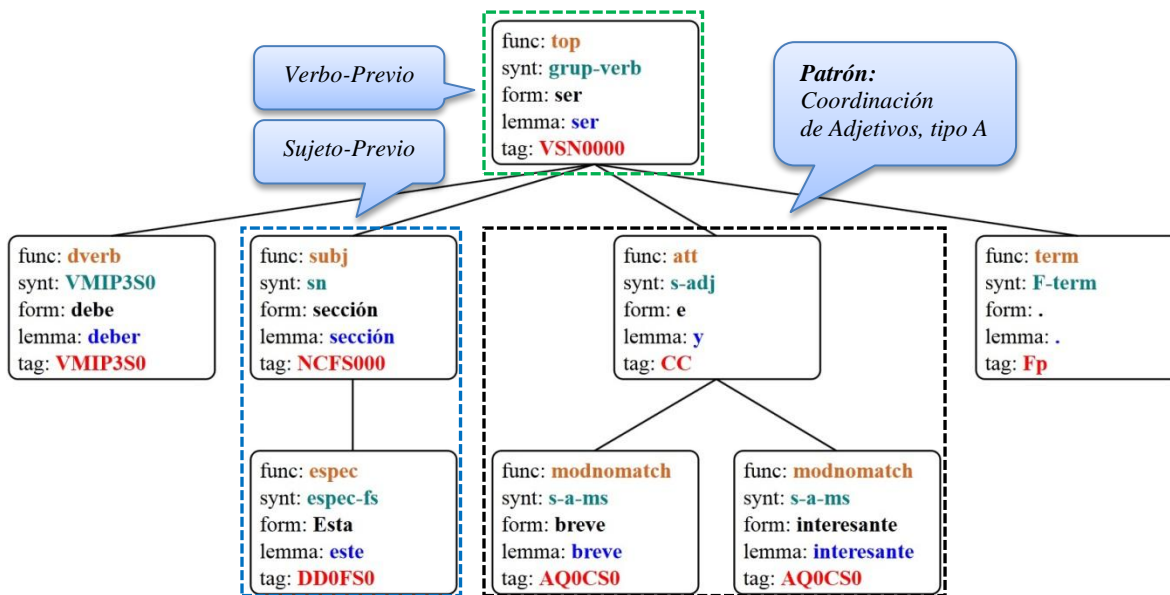 func: top
synt: grup-verb
form: ser
lemma: ser
tag: VSN0000
Verbo-Previo
Sujeto-Previo
Patrón:
Coordinación
de Adjetivos, tipo A
func: dverb
synt: VMIP3S0
form: debe
lemma: deber
tag: VMIP3S0
func: subj
synt: sn
form: sección
lemma: sección
tag: NCFS000
func: att
synt: s-adj
form: e
lemma: y
tag: CC
func: term
synt: F-term
form: .
lemma: .
tag: Fp
func: espec
synt: espec-fs
form: Esta
lemma: este
tag: DD0FS0
func: modnomatch
synt: s-a-ms
form: breve
lemma: breve
tag: AQ0CS0
func: modnomatch
synt: s-a-ms
form: interesante
lemma: interesante
tag: AQ0CS0